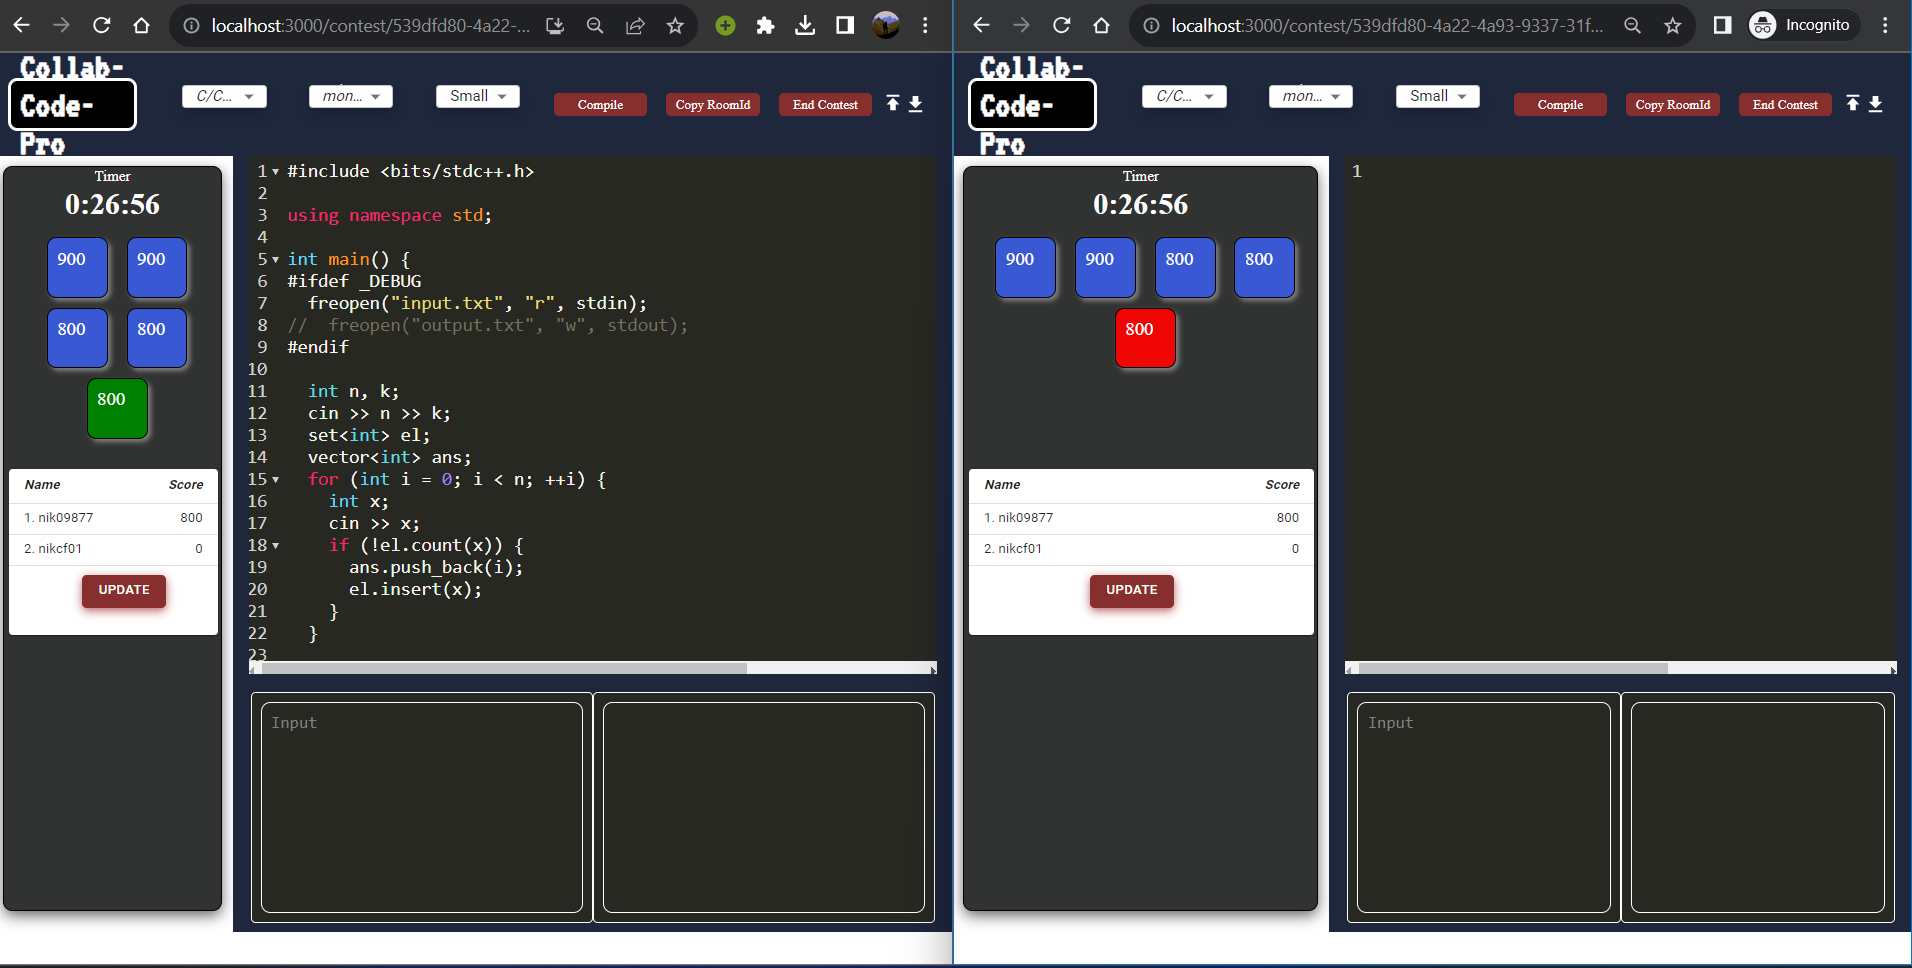 localhost:3000/contest/539dfd80-4a22-...
Collab-
Code-
Pro
C/C...
mon...
Small
Compile
Copy RoomId
End Contest
Timer
0:26:56
900
900
800
800
800
Name Score
1. nik09877 800
2. nikcf01 0
UPDATE
1 #include <bits/stdc++.h>
2
3 using namespace std;
4
5 int main() {
6 #ifdef _DEBUG
7   freopen("input.txt", "r", stdin);
8 //  freopen("output.txt", "w", stdout);
9 #endif
10
11   int n, k;
12   cin >> n >> k;
13   set<int> el;
14   vector<int> ans;
15   for (int i = 0; i < n; ++i) {
16     int x;
17     cin >> x;
18     if (!el.count(x)) {
19       ans.push_back(i);
20       el.insert(x);
21     }
22   }
23
Input
localhost:3000/contest/539dfd80-4a22-4a93-9337-31f...
Incognito
Collab-
Code-
Pro
C/C...
mon...
Small
Compile
Copy RoomId
End Contest
Timer
0:26:56
900
900
800
800
800
Name Score
1. nik09877 800
2. nikcf01 0
UPDATE
1
Input